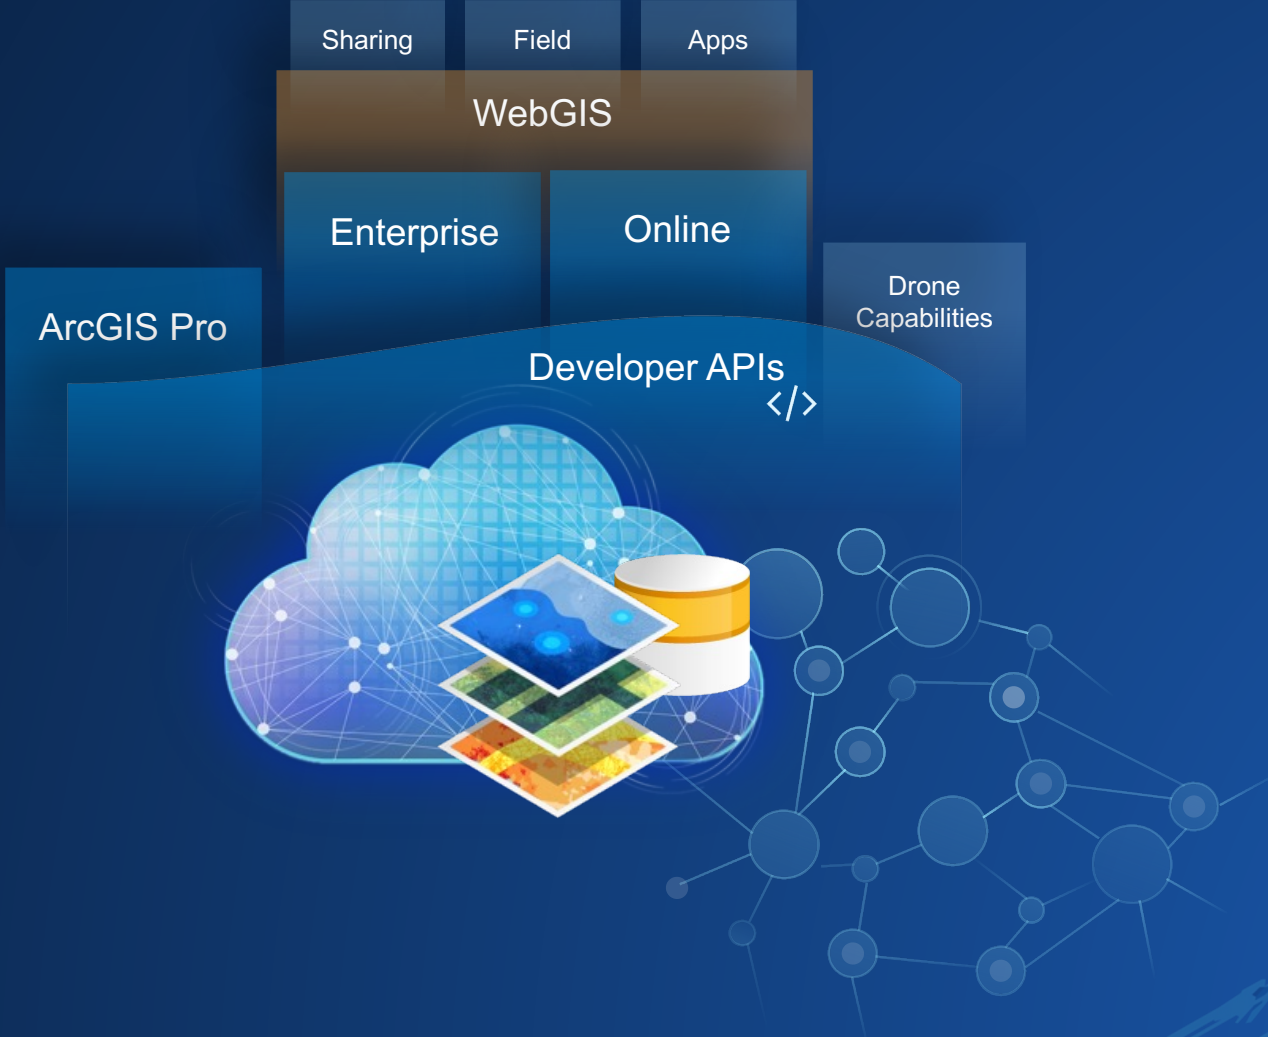 Sharing
Field
Apps
WebGIS
Enterprise
Online
Drone
Capabilities
ArcGIS Pro
Developer APIs
</>